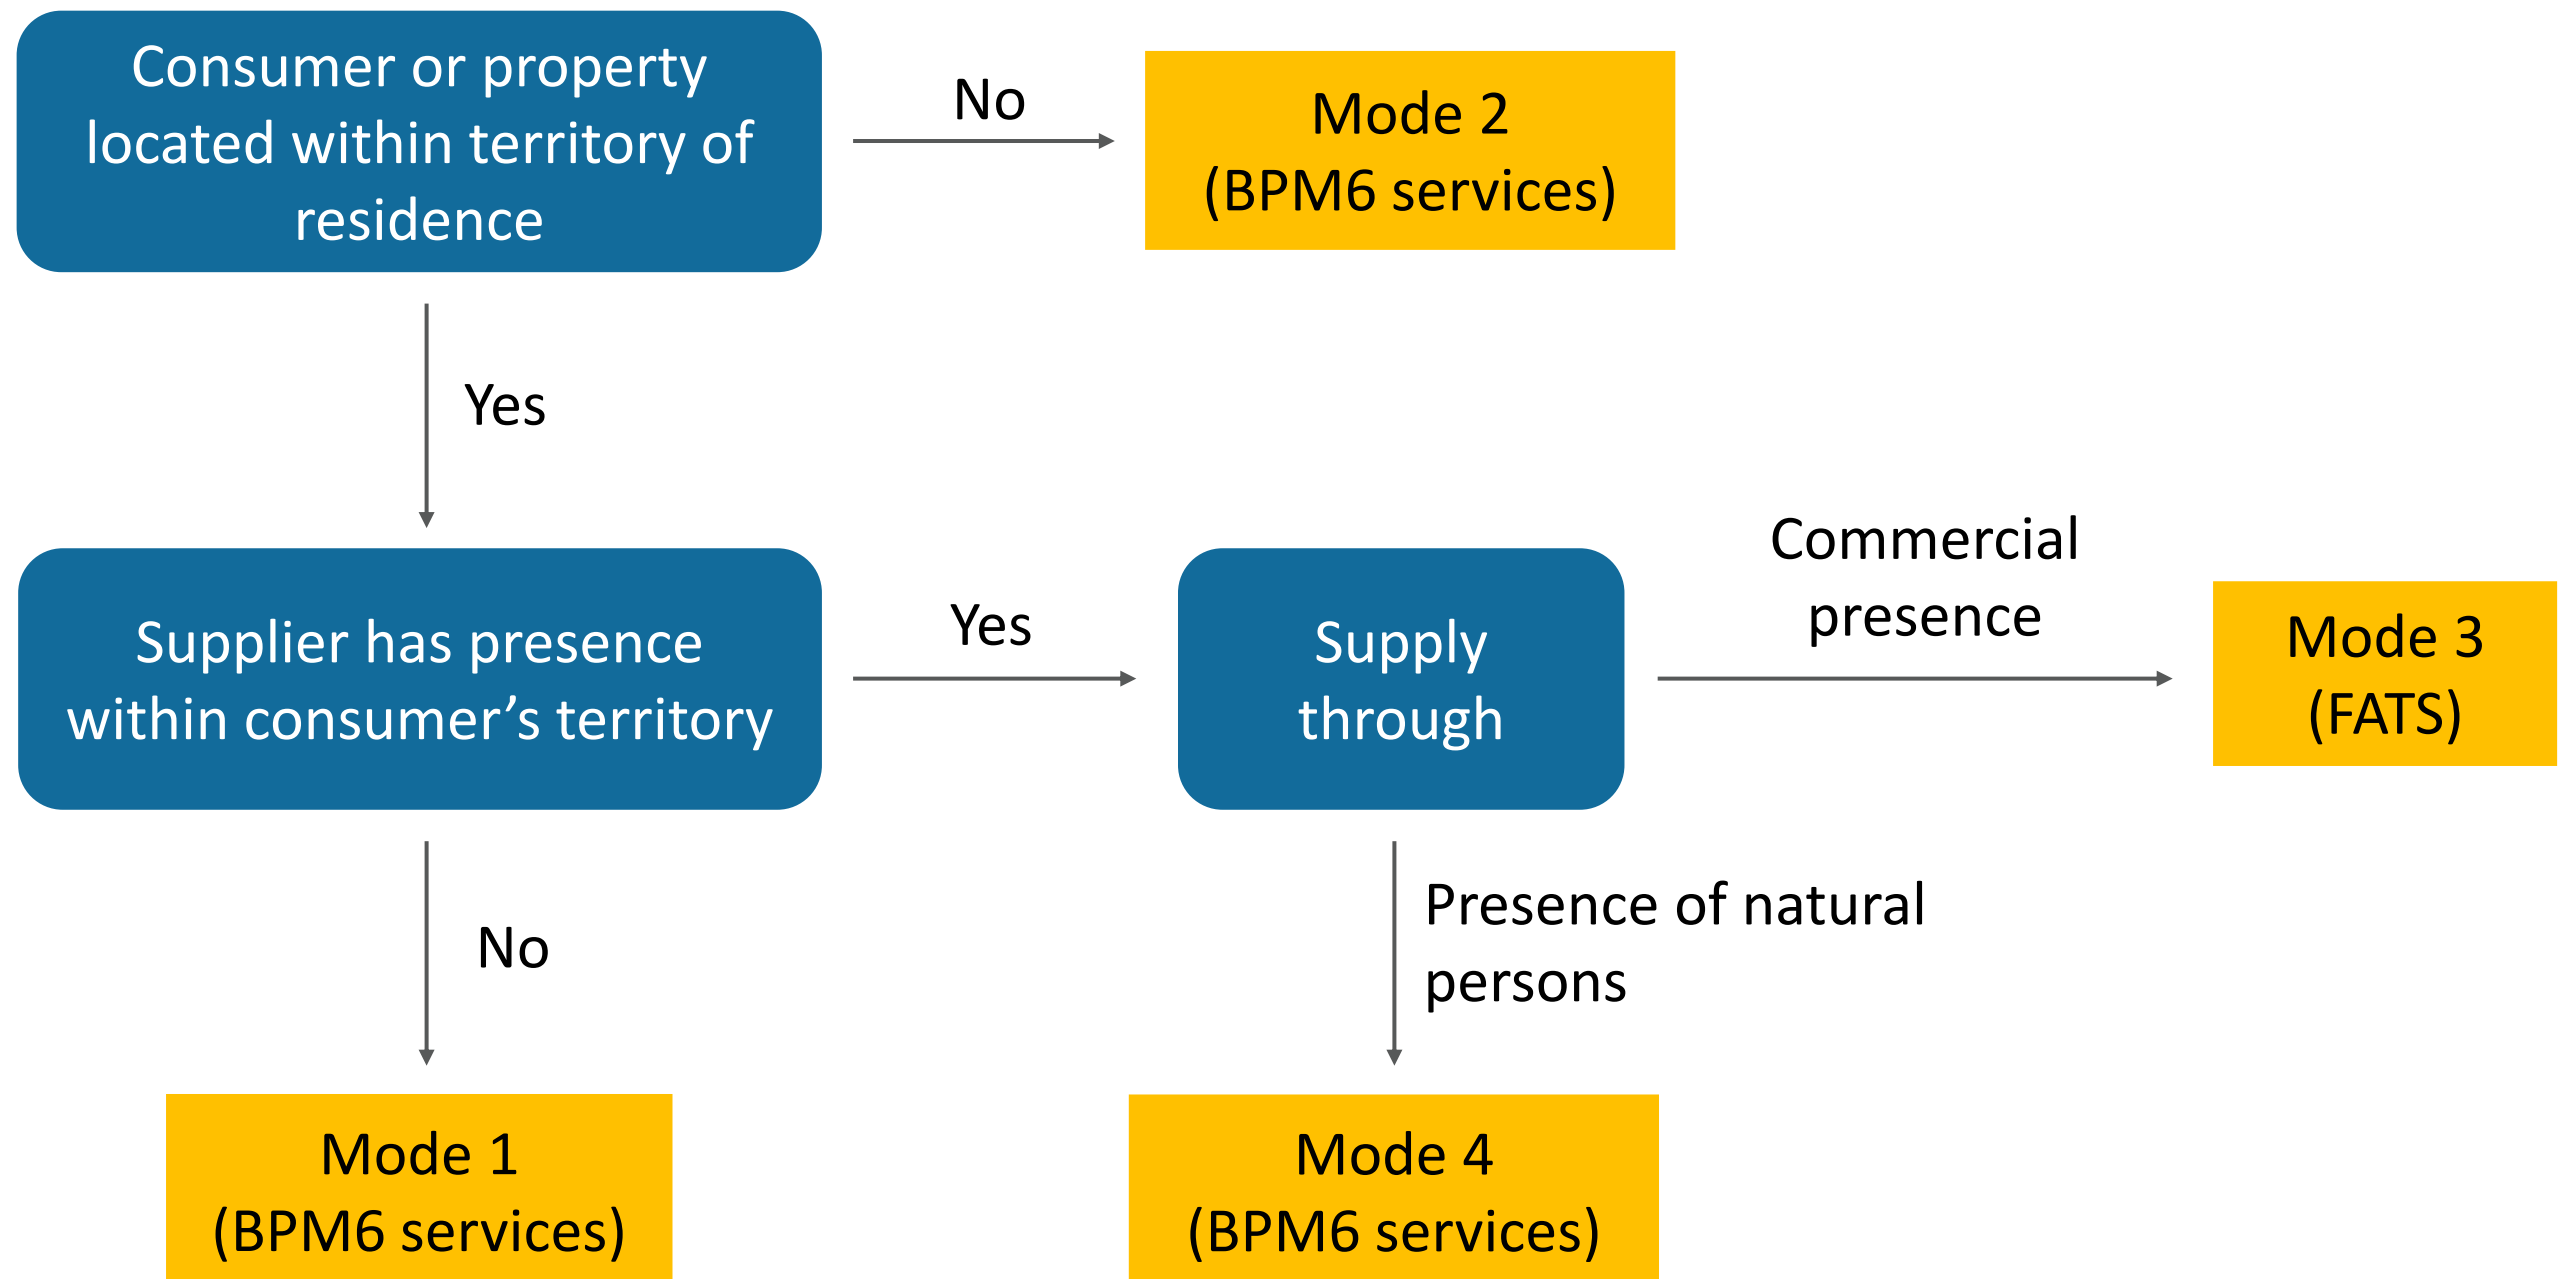 Consumer or property
located within territory of
residence
No
Mode 2
(BPM6 services)
Yes
Supplier has presence
within consumer’s territory
Yes
Supply
through
Commercial
presence
Mode 3
(FATS)
No
Presence of natural
persons
Mode 1
(BPM6 services)
Mode 4
(BPM6 services)